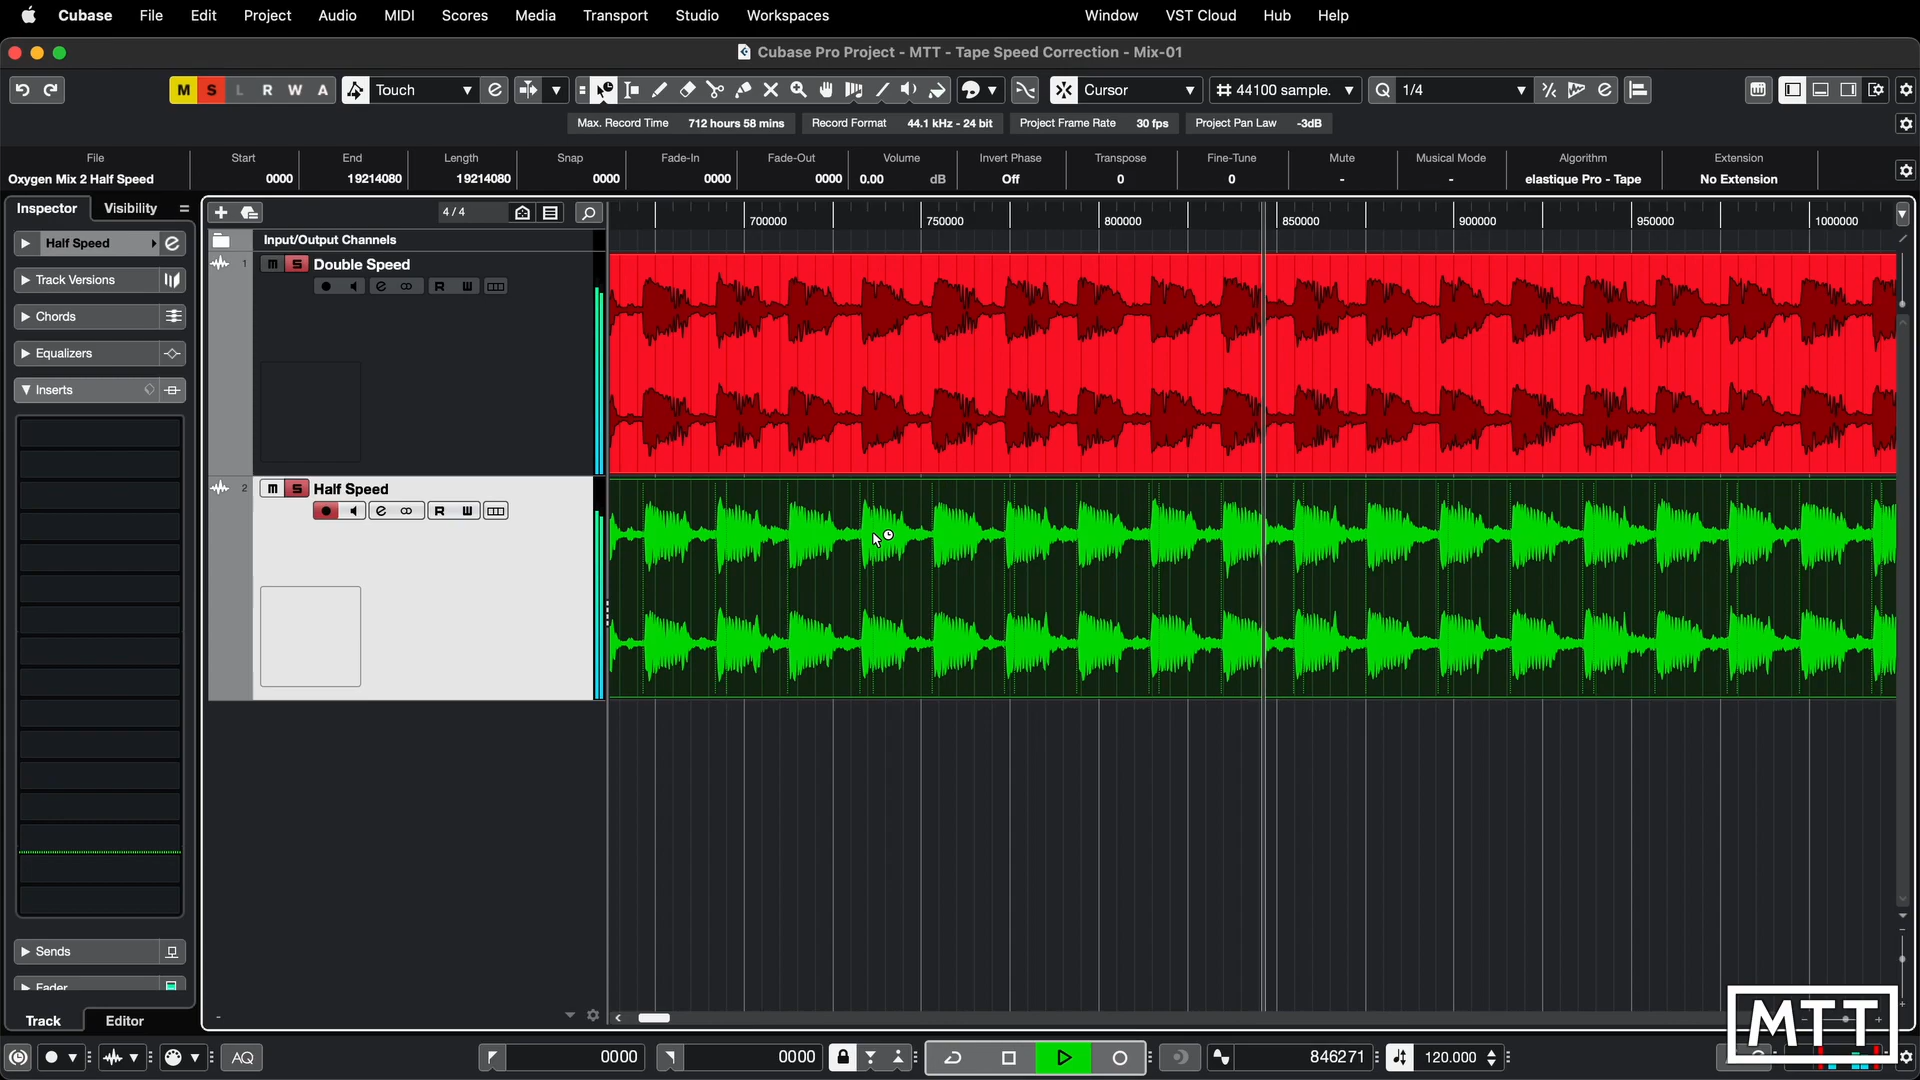 Cubase File Edit Project Audio MIDI Scores Media Transport Studio Workspaces Window VST Cloud Hub Help
Cubase Pro Project - MTT - Tape Speed Correction - Mix-01
M S L R W A Touch Cursor 44100 sample. Q 1/4
Max. Record Time 712 hours 58 mins Record Format 44.1 kHz - 24 bit Project Frame Rate 30 fps Project Pan Law -3dB
File Start End Length Snap Fade-In Fade-Out Volume Invert Phase Transpose Fine-Tune Mute Musical Mode Algorithm Extension
Oxygen Mix 2 Half Speed 0000 19214080 19214080 0000 0000 0000 0.00 dB Off 0 0 - - elastique Pro - Tape No Extension
Inspector Visibility
4 / 4
700000 750000 800000 850000 900000 950000 1000000
Half Speed
Input/Output Channels
1 m S Double Speed
R W
Track Versions
Chords
Equalizers
Inserts
2 m S Half Speed
R W
Sends
Fader
Track Editor
AQ 0000 0000 846271 120.000
MTT